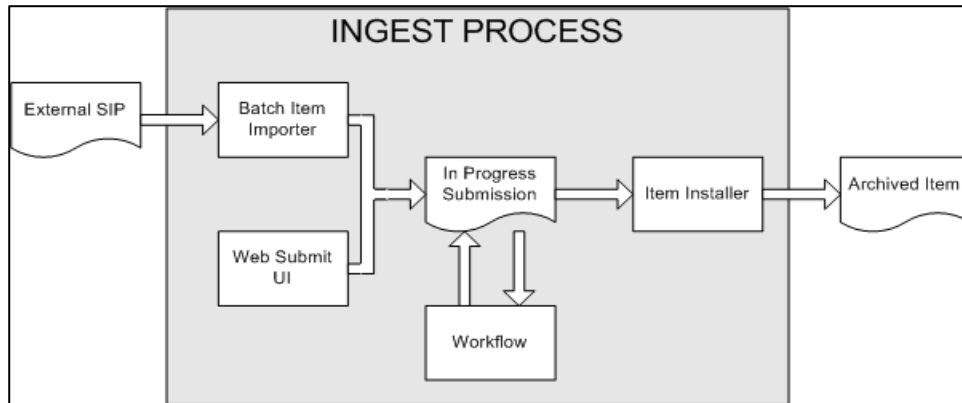 INGEST PROCESS
External SIP
Batch Item
Importer
In Progress
Submission
Item Installer
Archived Item
Web Submit
UI
Workflow